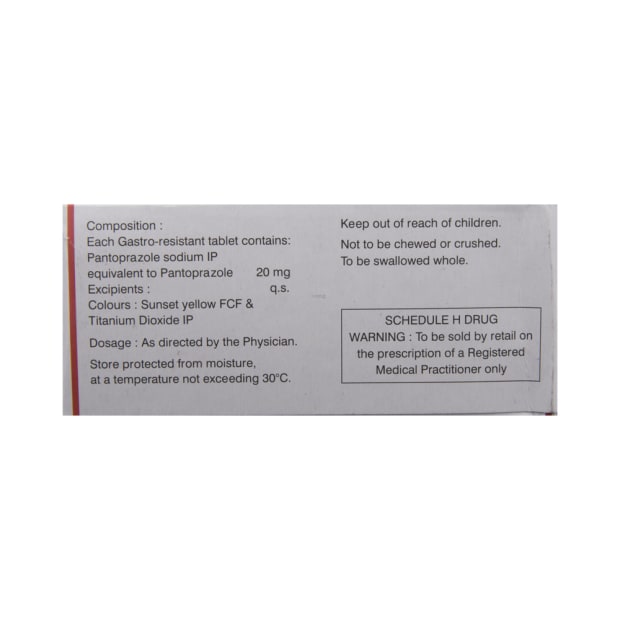 Composition :
Each Gastro-resistant tablet contains:
Pantoprazole sodium IP
equivalent to Pantoprazole 20 mg
Excipients : q.s.
Colours : Sunset yellow FCF &
Titanium Dioxide IP
Dosage : As directed by the Physician.
Store protected from moisture,
at a temperature not exceeding 30°C.
Keep out of reach of children.
Not to be chewed or crushed.
To be swallowed whole.
SCHEDULE H DRUG
WARNING : To be sold by retail on
the prescription of a Registered
Medical Practitioner only